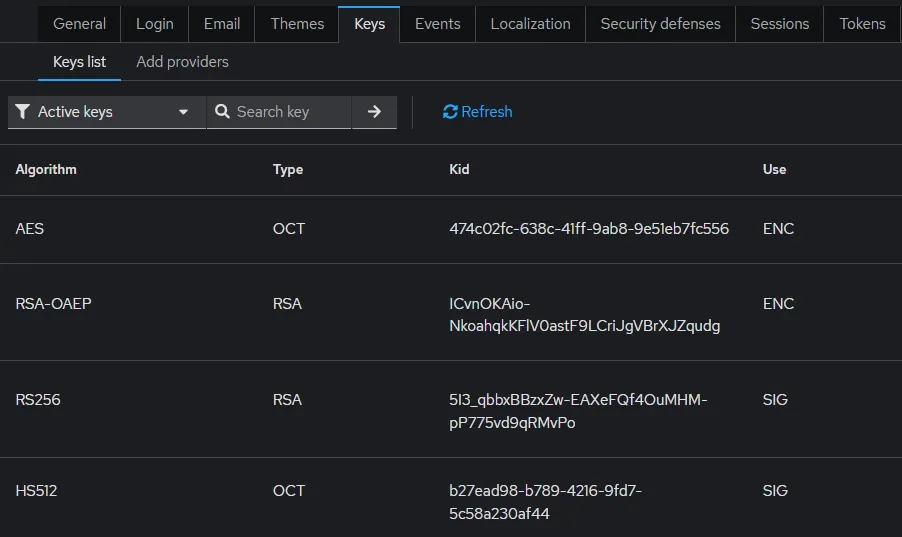 General Login Email Themes Keys Events Localization Security defenses Sessions Tokens
Keys list Add providers
Active keys Search key Refresh
Algorithm Type Kid Use
AES OCT 474c02fc-638c-41ff-9ab8-9e51eb7fc556 ENC
RSA-OAEP RSA ICvnOKAio- ENC
NkoahqkKFlV0astF9LCriJgVBrXJZqudg
RS256 RSA 5I3_qbbxBBzxZw-EAXeFQf4OuMHM- SIG
pP775vd9qRMvPo
HS512 OCT b27ead98-b789-4216-9fd7- SIG
5c58a230af44